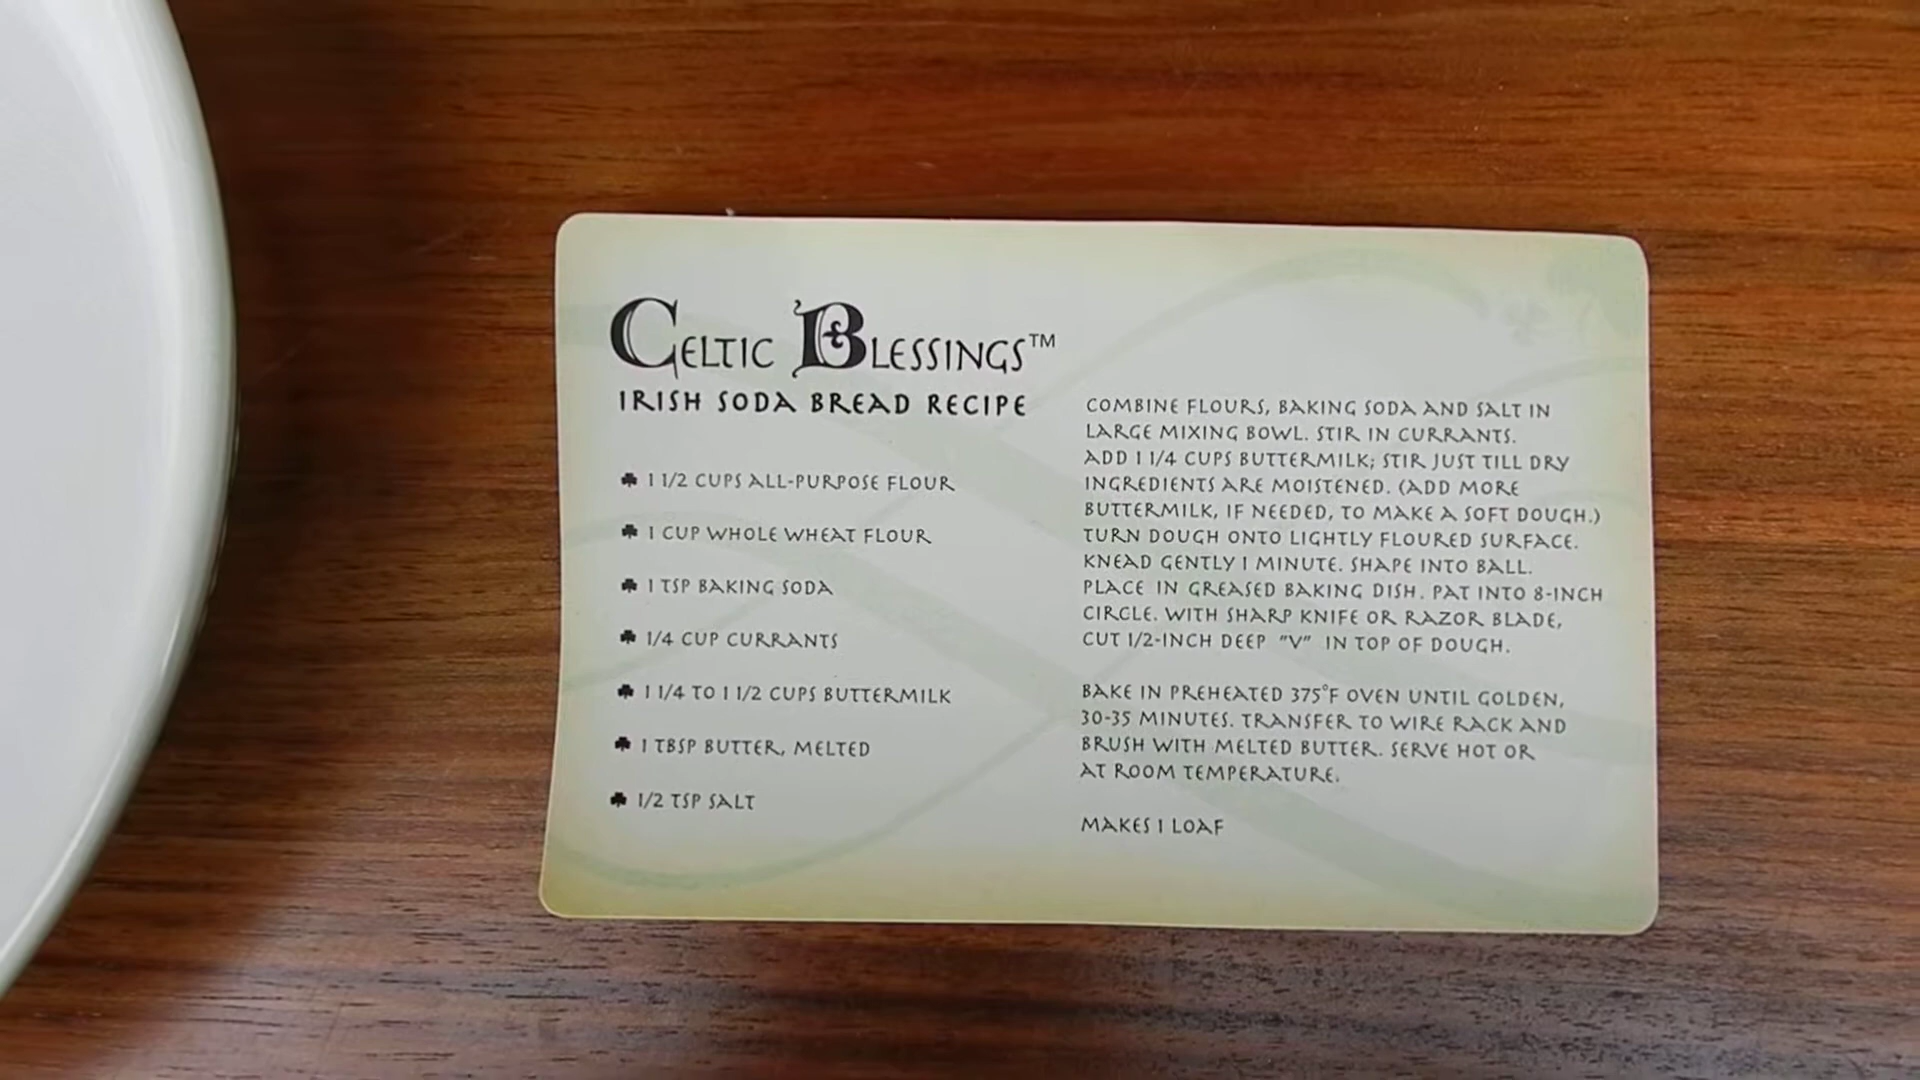 CELTIC BLESSINGS™
IRISH SODA BREAD RECIPE
1 1/2 CUPS ALL-PURPOSE FLOUR
1 CUP WHOLE WHEAT FLOUR
1 TSP BAKING SODA
1/4 CUP CURRANTS
1 1/4 TO 1 1/2 CUPS BUTTERMILK
1 TBSP BUTTER, MELTED
1/2 TSP SALT
COMBINE FLOURS, BAKING SODA AND SALT IN
LARGE MIXING BOWL. STIR IN CURRANTS.
ADD 1 1/4 CUPS BUTTERMILK; STIR JUST TILL DRY
INGREDIENTS ARE MOISTENED. (ADD MORE
BUTTERMILK, IF NEEDED, TO MAKE A SOFT DOUGH.)
TURN DOUGH ONTO LIGHTLY FLOURED SURFACE.
KNEAD GENTLY 1 MINUTE. SHAPE INTO BALL.
PLACE IN GREASED BAKING DISH. PAT INTO 8-INCH
CIRCLE. WITH SHARP KNIFE OR RAZOR BLADE,
CUT 1/2-INCH DEEP "V" IN TOP OF DOUGH.
BAKE IN PREHEATED 375°F OVEN UNTIL GOLDEN,
30-35 MINUTES. TRANSFER TO WIRE RACK AND
BRUSH WITH MELTED BUTTER. SERVE HOT OR
AT ROOM TEMPERATURE.
MAKES 1 LOAF